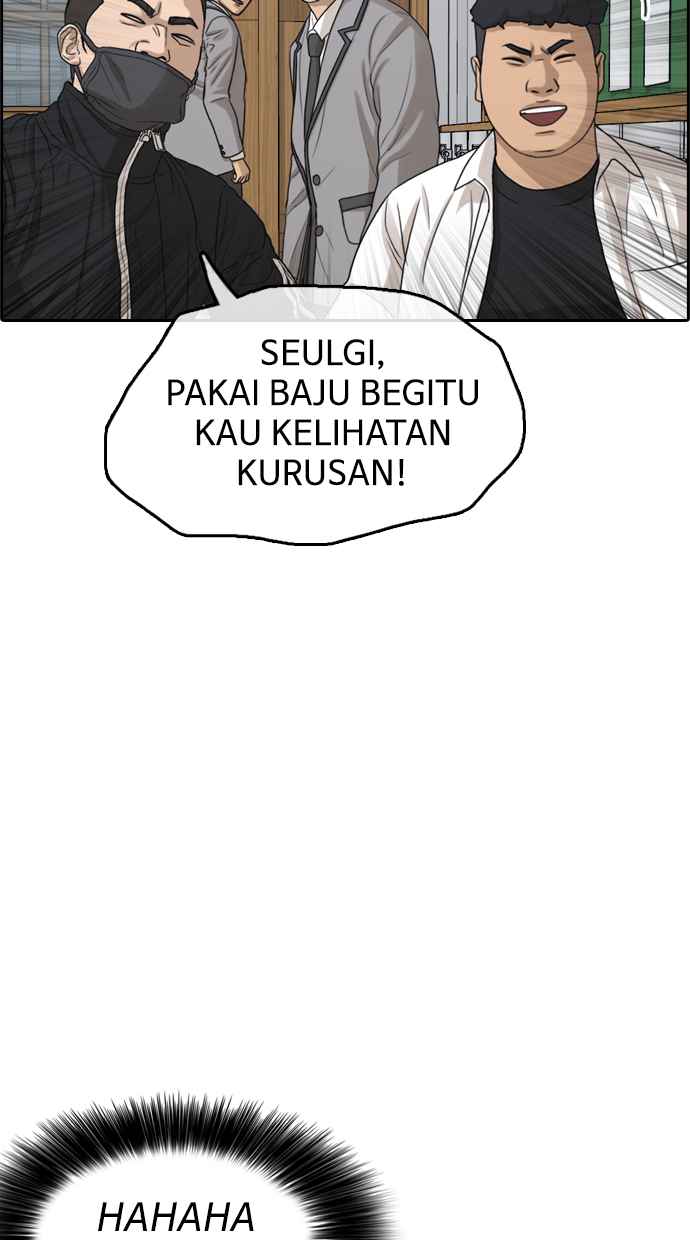 SEULGI,
PAKAI BAJU BEGITU
KAU KELIHATAN
KURUSAN!
HAHAHA